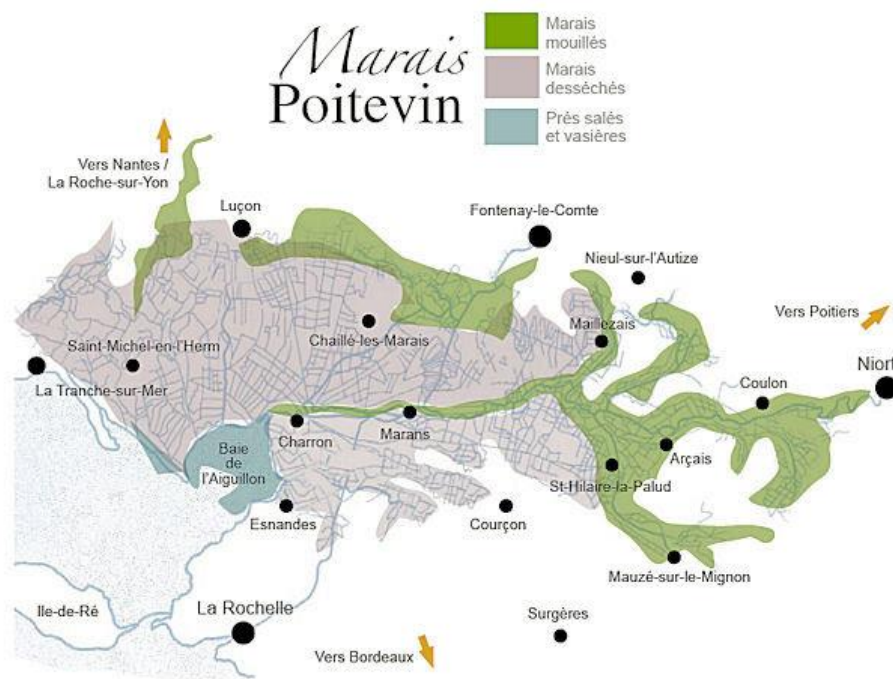 Marais
Poitevin
Marais
mouillés
Marais
desséchés
Près salés
et vasières
Vers Nantes /
La Roche-sur-Yon
Luçon
Fontenay-le-Comte
Nieul-sur-l'Autize
Vers Poitiers
Maillezais
Chaillé-les-Marais
Saint-Michel-en-l'Herm
La Tranche-sur-Mer
Niort
Coulon
Charron
Marans
Arçais
Baie
de
l'Aiguillon
St-Hilaire-la-Palud
Esnandes
Courçon
Mauzé-sur-le-Mignon
Ile-de-Ré
La Rochelle
Surgères
Vers Bordeaux